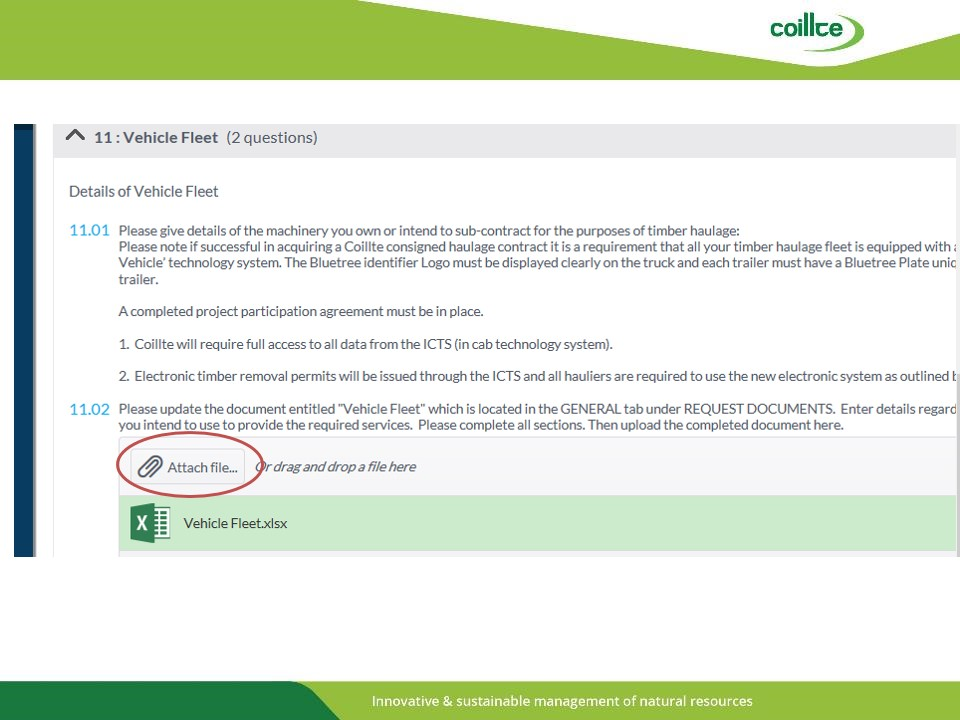 coillte
11 : Vehicle Fleet (2 questions)
Details of Vehicle Fleet
11.01 Please give details of the machinery you own or intend to sub-contract for the purposes of timber haulage:
Please note if successful in acquiring a Coillte consigned haulage contract it is a requirement that all your timber haulage fleet is equipped with
Vehicle' technology system. The Bluetree identifier Logo must be displayed clearly on the truck and each trailer must have a Bluetree Plate
trailer.
A completed project participation agreement must be in place.
1. Coillte will require full access to all data from the ICTS (in cab technology system).
2. Electronic timber removal permits will be issued through the ICTS and all hauliers are required to use the new electronic system as outlined
11.02 Please update the document entitled "Vehicle Fleet" which is located in the GENERAL tab under REQUEST DOCUMENTS. Enter details
you intend to use to provide the required services. Please complete all sections. Then upload the completed document here.
Attach file... Or drag and drop a file here
X Vehicle Fleet.xlsx
Innovative & sustainable management of natural resources